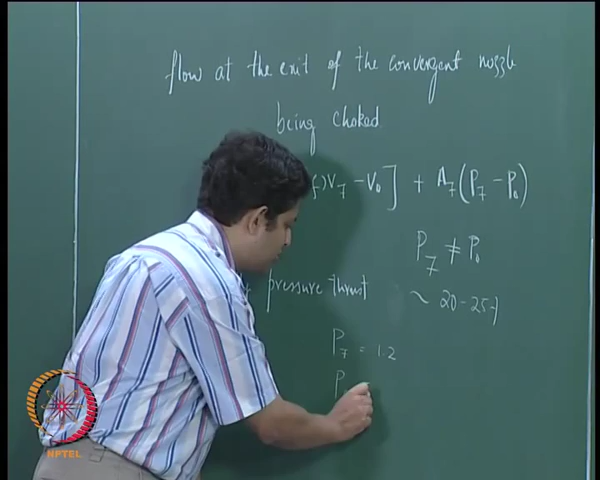 flow at the exit of the convergent nozzle
being choked
f)V₇ - V₀] + A₇(P₇ - P₀)
P₇ ≠ P₀
pressure thrust
~ 20-25%
P₇ = 1.2
P
NPTEL